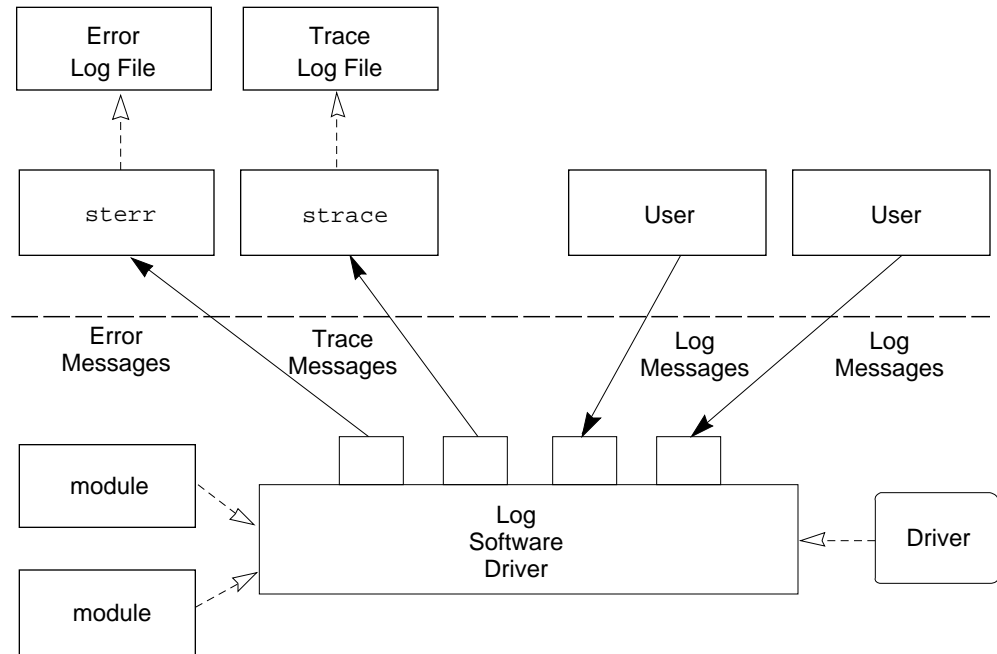 Error
Log File
Trace
Log File
sterr
strace
User
User
Error
Messages
Trace
Messages
Log
Messages
Log
Messages
module
module
Log
Software
Driver
Driver